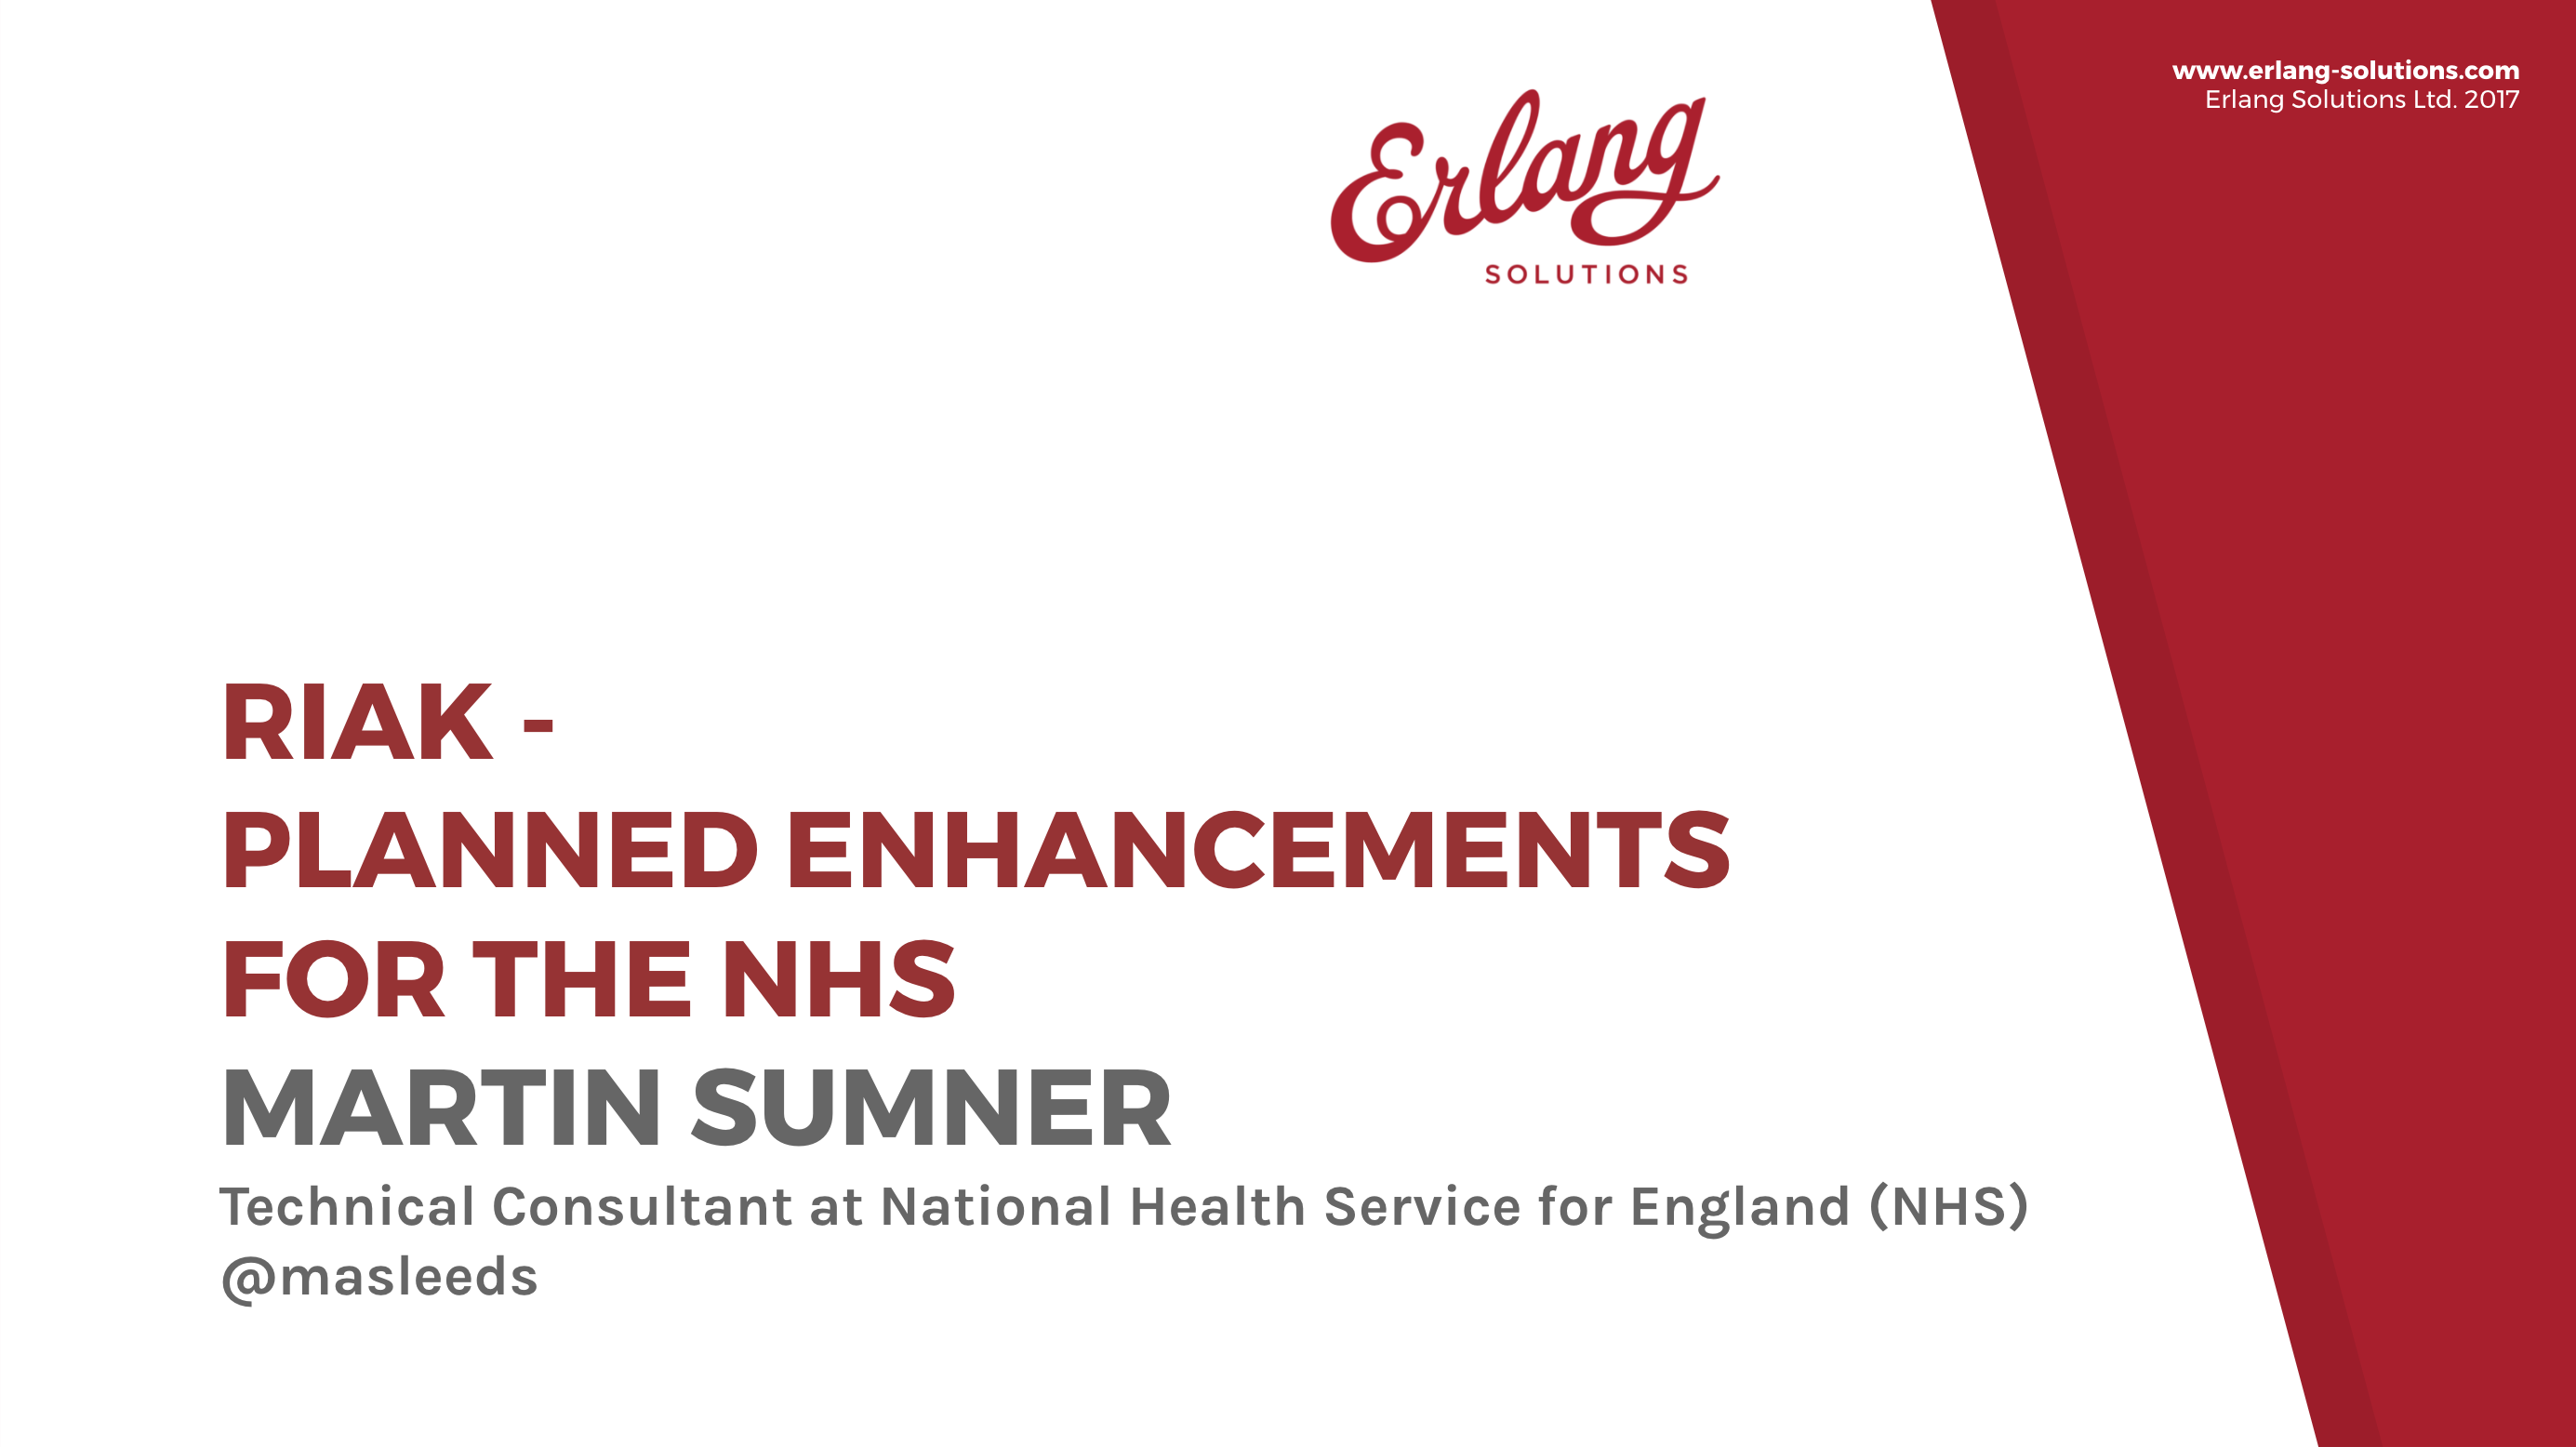 www.erlang-solutions.com
Erlang Solutions Ltd. 2017
Erlang
SOLUTIONS
RIAK -
PLANNED ENHANCEMENTS
FOR THE NHS
MARTIN SUMNER
Technical Consultant at National Health Service for England (NHS)
@masleeds